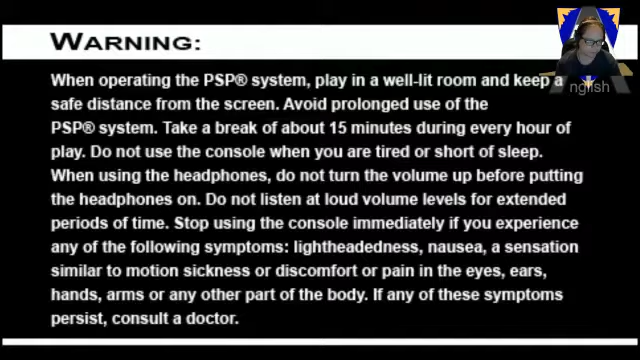 WARNING:
When operating the PSP® system, play in a well-lit room and keep a
safe distance from the screen. Avoid prolonged use of the
PSP® system. Take a break of about 15 minutes during every hour of
play. Do not use the console when you are tired or short of sleep.
When using the headphones, do not turn the volume up before putting
the headphones on. Do not listen at loud volume levels for extended
periods of time. Stop using the console immediately if you experience
any of the following symptoms: lightheadedness, nausea, a sensation
similar to motion sickness or discomfort or pain in the eyes, ears,
hands, arms or any other part of the body. If any of these symptoms
persist, consult a doctor.